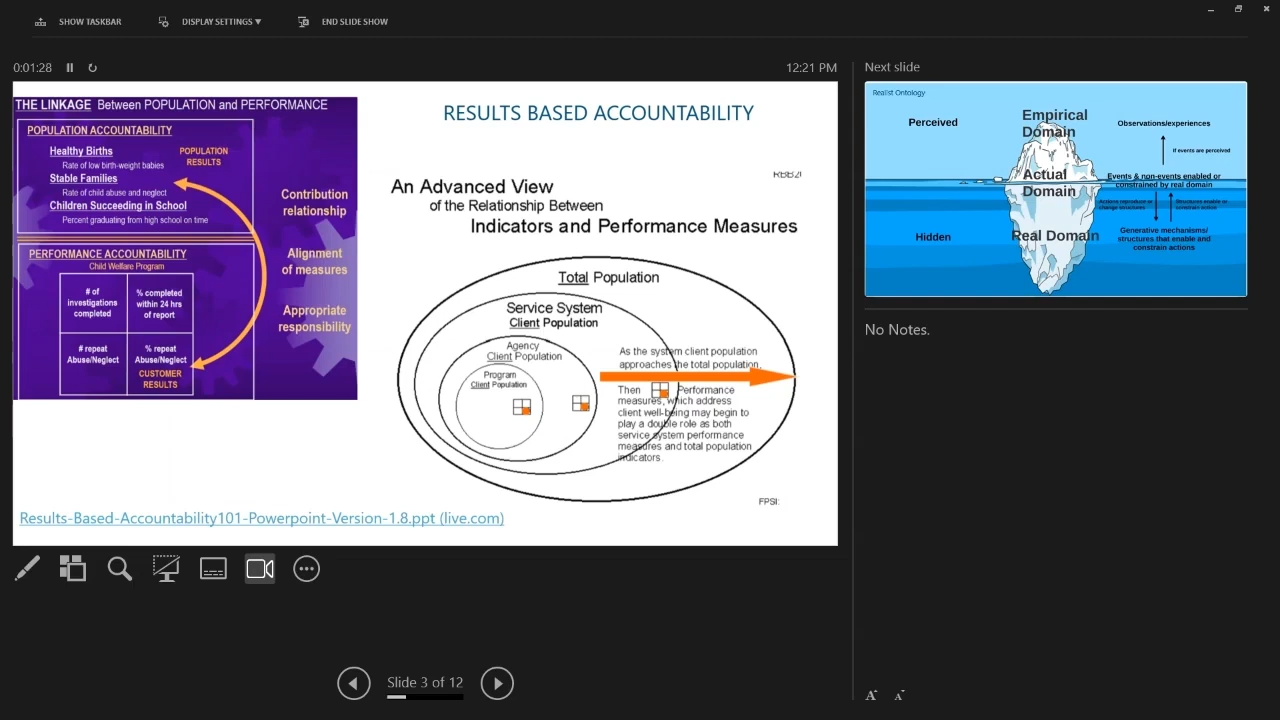 SHOW TASKBAR
DISPLAY SETTINGS ▼
END SLIDE SHOW
0:01:28
12:21 PM
THE LINKAGE Between POPULATION and PERFORMANCE
POPULATION ACCOUNTABILITY
Healthy Births
Rate of low birth-weight babies
Stable Families
Rate of child abuse and neglect
Children Succeeding in School
Percent graduating from high school on time
POPULATION
RESULTS
Contribution
relationship
Alignment
of measures
Appropriate
responsibility
PERFORMANCE ACCOUNTABILITY
Child Welfare Program
# of
investigations
completed
% completed
within 24 hrs
of report
# repeat
Abuse/Neglect
% repeat
Abuse/Neglect
CUSTOMER
RESULTS
RESULTS BASED ACCOUNTABILITY
An Advanced View
of the Relationship Between
Indicators and Performance Measures
Total Population
Service System
Client Population
Agency
Client Population
Program
Client Population
As the system client population
approaches the total population,
Then Performance
measures, which address
client well-being may begin to
play a double role as both
service system performance
measures and total population
indicators.
FPSI:
Results-Based-Accountability101-Powerpoint-Version-1.8.ppt (live.com)
Slide 3 of 12
Next slide
Realist Ontology
Perceived
Empirical
Domain
Observations/experiences
If events are perceived
Actual
Domain
Events & non-events enabled or
constrained by real domain
Actions reproduce or
change structures
Structures enable or
constrain action
Hidden
Real Domain
Generative mechanisms/
structures that enable and
constrain actions
No Notes.
A
A